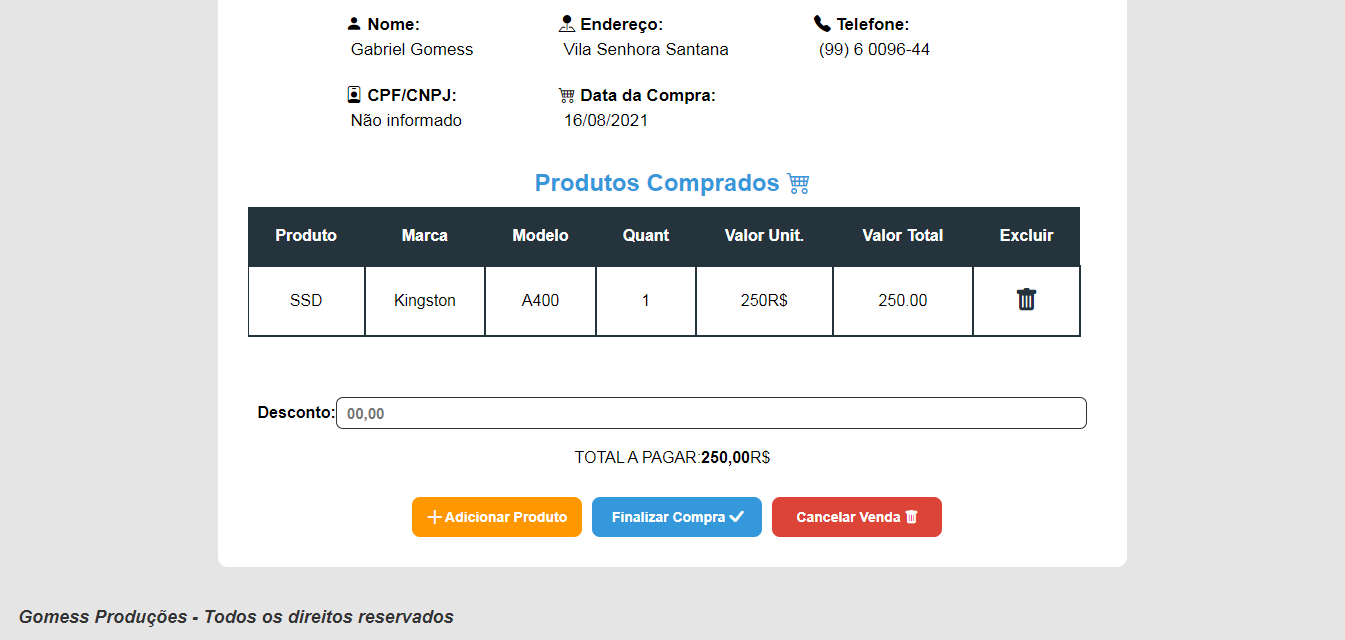 Nome: Endereço: Telefone:
Gabriel Gomess Vila Senhora Santana (99) 6 0096-44
CPF/CNPJ: Data da Compra:
Não informado 16/08/2021
Produtos Comprados
Produto Marca Modelo Quant Valor Unit. Valor Total Excluir
SSD Kingston A400 1 250R$ 250.00
Desconto: 00,00
TOTAL A PAGAR:250,00R$
Adicionar Produto Finalizar Compra Cancelar Venda
Gomess Produções - Todos os direitos reservados